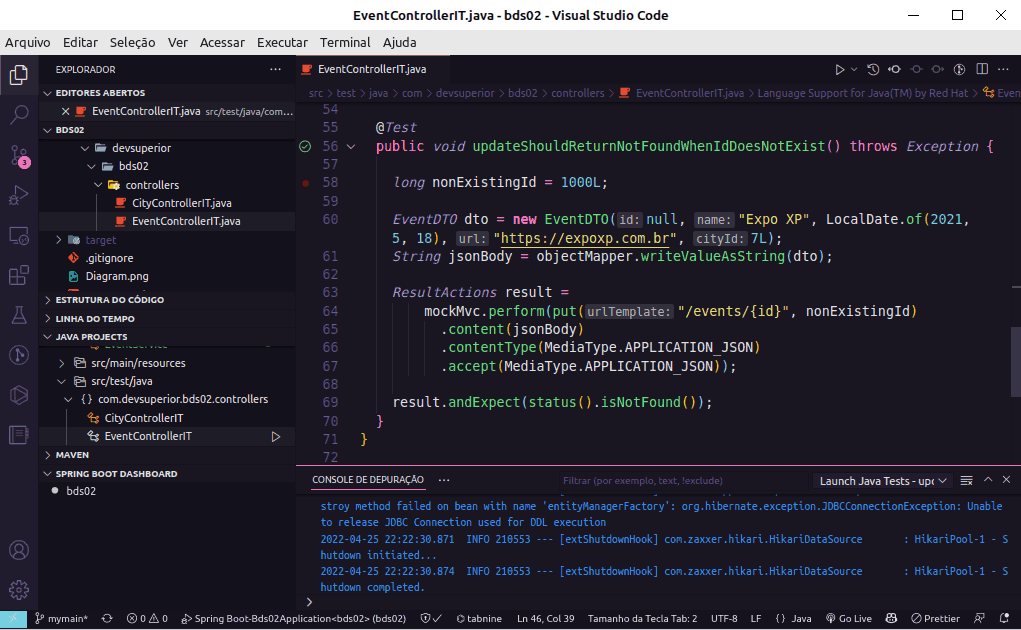 EventControllerIT.java - bds02 - Visual Studio Code
Arquivo Editar Seleção Ver Acessar Executar Terminal Ajuda
EXPLORADOR
EDITORES ABERTOS
EventControllerIT.java src/test/java/com...
BDS02
devsuperior
bds02
controllers
CityControllerIT.java
EventControllerIT.java
target
.gitignore
Diagram.png
ESTRUTURA DO CÓDIGO
LINHA DO TEMPO
JAVA PROJECTS
src/main/resources
src/test/java
{} com.devsuperior.bds02.controllers
CityControllerIT
EventControllerIT
MAVEN
SPRING BOOT DASHBOARD
bds02
3
EventControllerIT.java
src > test > java > com > devsuperior > bds02 > controllers > EventControllerIT.java > Language Support for Java(TM) by Red Hat > Even
54
55 @Test
56 public void updateShouldReturnNotFoundWhenIdDoesNotExist() throws Exception {
57
58 long nonExistingId = 1000L;
59
60 EventDTO dto = new EventDTO(id: null, name: "Expo XP", LocalDate.of(2021,
5, 18), url: "https://expoxp.com.br", cityId: 7L);
61 String jsonBody = objectMapper.writeValueAsString(dto);
62
63 ResultActions result =
64 mockMvc.perform(put(urlTemplate: "/events/{id}", nonExistingId)
65 .content(jsonBody)
66 .contentType(MediaType.APPLICATION_JSON)
67 .accept(MediaType.APPLICATION_JSON));
68
69 result.andExpect(status().isNotFound());
70 }
71 }
72
CONSOLE DE DEPURAÇÃO
Filtrar (por exemplo, text, !exclude)
Launch Java Tests - upc
stroy method failed on bean with name 'entityManagerFactory': org.hibernate.exception.JDBCConnectionException: Unable
to release JDBC Connection used for DDL execution
2022-04-25 22:22:30.871 INFO 210553 --- [extShutdownHook] com.zaxxer.hikari.HikariDataSource : HikariPool-1 - S
hutdown initiated...
2022-04-25 22:22:30.874 INFO 210553 --- [extShutdownHook] com.zaxxer.hikari.HikariDataSource : HikariPool-1 - S
hutdown completed.
mymain* 0 0 Spring Boot-Bds02Application<bds02> (bds02) tabnine Ln 46, Col 39 Tamanho da Tecla Tab: 2 UTF-8 LF {} Java Go Live Prettier